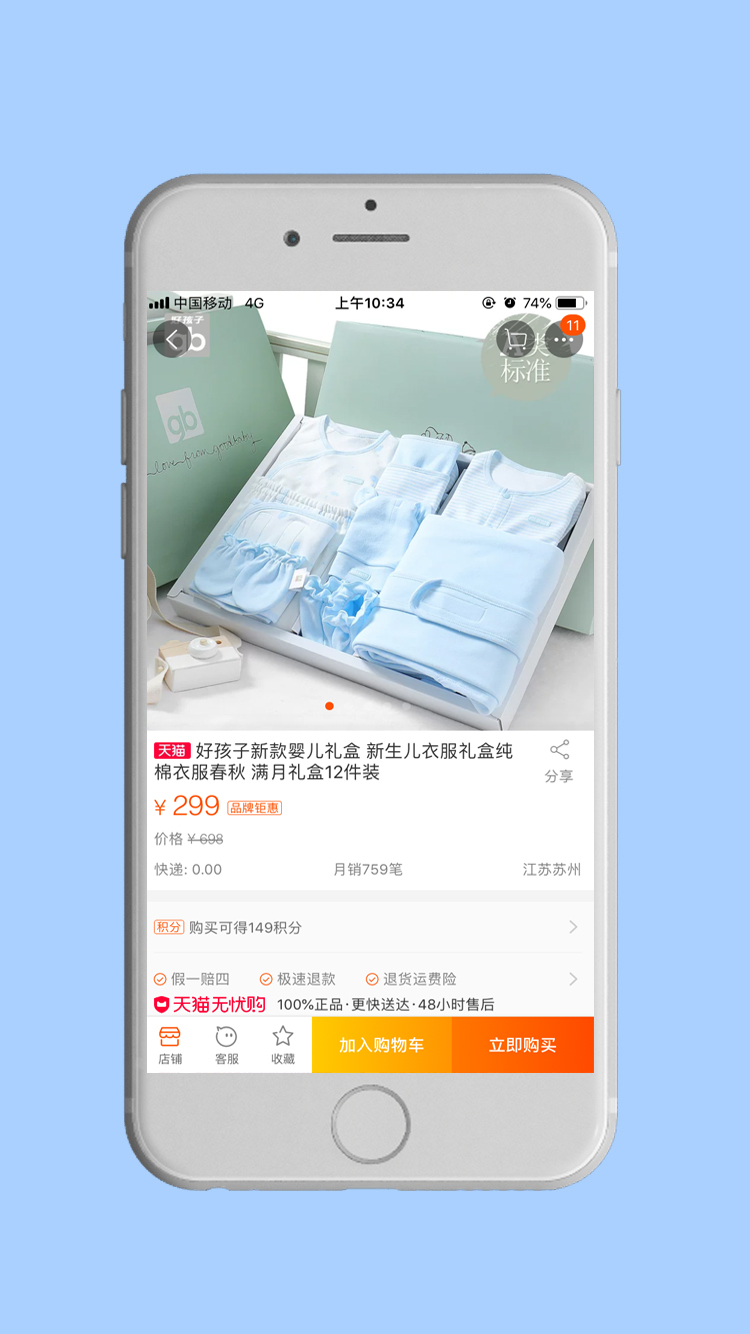 中国移动 4G 上午10:34 74%
好孩子
gb
11
类
标准
gb
love from goodbaby
天猫 好孩子新款婴儿礼盒 新生儿衣服礼盒纯
棉衣服春秋 满月礼盒12件装
分享
¥ 299 品牌钜惠
价格 ¥ 698
快递: 0.00 月销759笔 江苏苏州
积分 购买可得149积分
假一赔四 极速退款 退货运费险
天猫无忧购 100%正品·更快送达·48小时售后
店铺 客服 收藏 加入购物车 立即购买